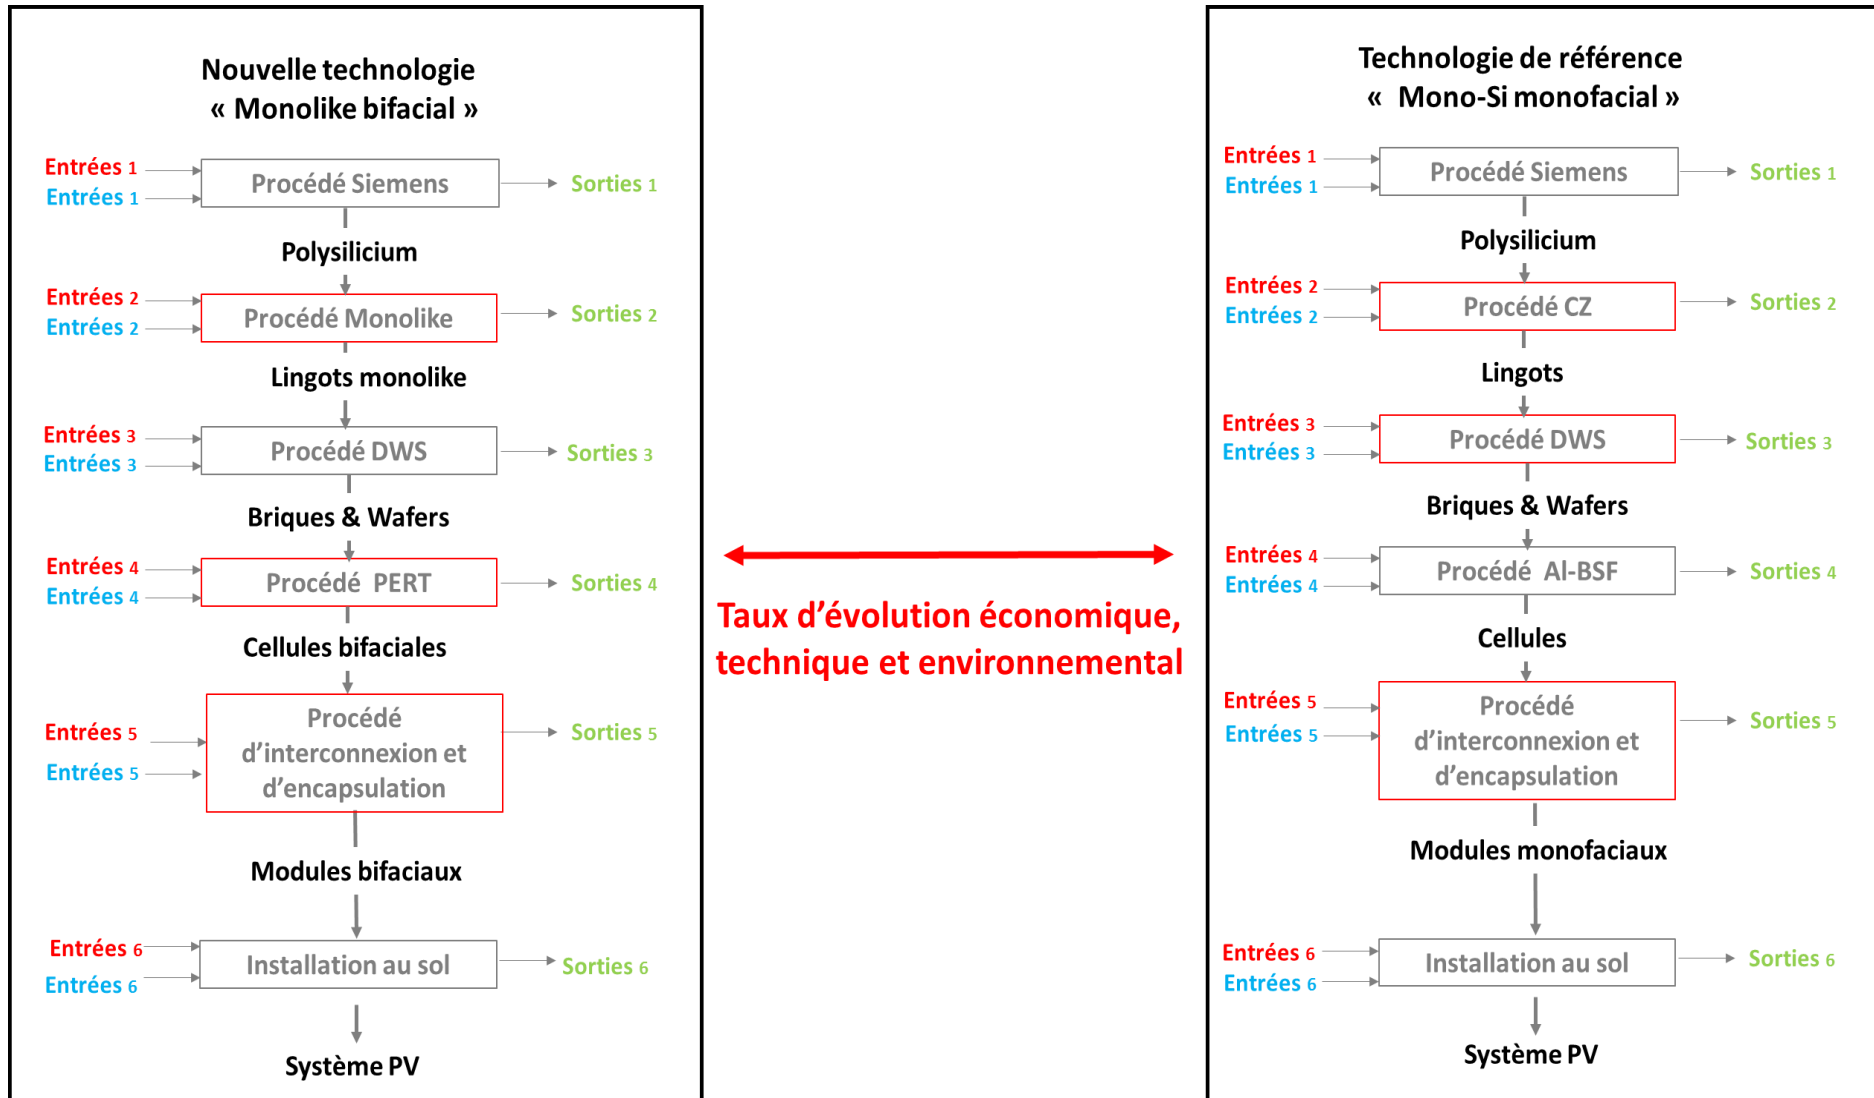 Nouvelle technologie
« Monolike bifacial »
Entrées 1
Entrées 1
Procédé Siemens
Sorties 1
Polysilicium
Entrées 2
Entrées 2
Procédé Monolike
Sorties 2
Lingots monolike
Entrées 3
Entrées 3
Procédé DWS
Sorties 3
Briques & Wafers
Entrées 4
Entrées 4
Procédé PERT
Sorties 4
Cellules bifaciales
Entrées 5
Entrées 5
Procédé
d’interconnexion et
d’encapsulation
Sorties 5
Modules bifaciaux
Entrées 6
Entrées 6
Installation au sol
Sorties 6
Système PV
Taux d’évolution économique,
technique et environnemental
Technologie de référence
« Mono-Si monofacial »
Entrées 1
Entrées 1
Procédé Siemens
Sorties 1
Polysilicium
Entrées 2
Entrées 2
Procédé CZ
Sorties 2
Lingots
Entrées 3
Entrées 3
Procédé DWS
Sorties 3
Briques & Wafers
Entrées 4
Entrées 4
Procédé Al-BSF
Sorties 4
Cellules
Entrées 5
Entrées 5
Procédé
d’interconnexion et
d’encapsulation
Sorties 5
Modules monofaciaux
Entrées 6
Entrées 6
Installation au sol
Sorties 6
Système PV